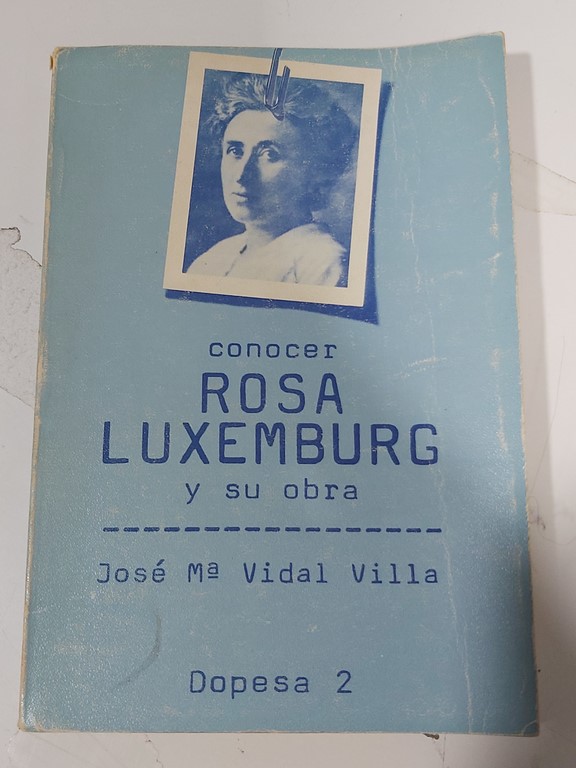 conocer
ROSA
LUXEMBURG
y su obra
José Mª Vidal Villa
Dopesa 2